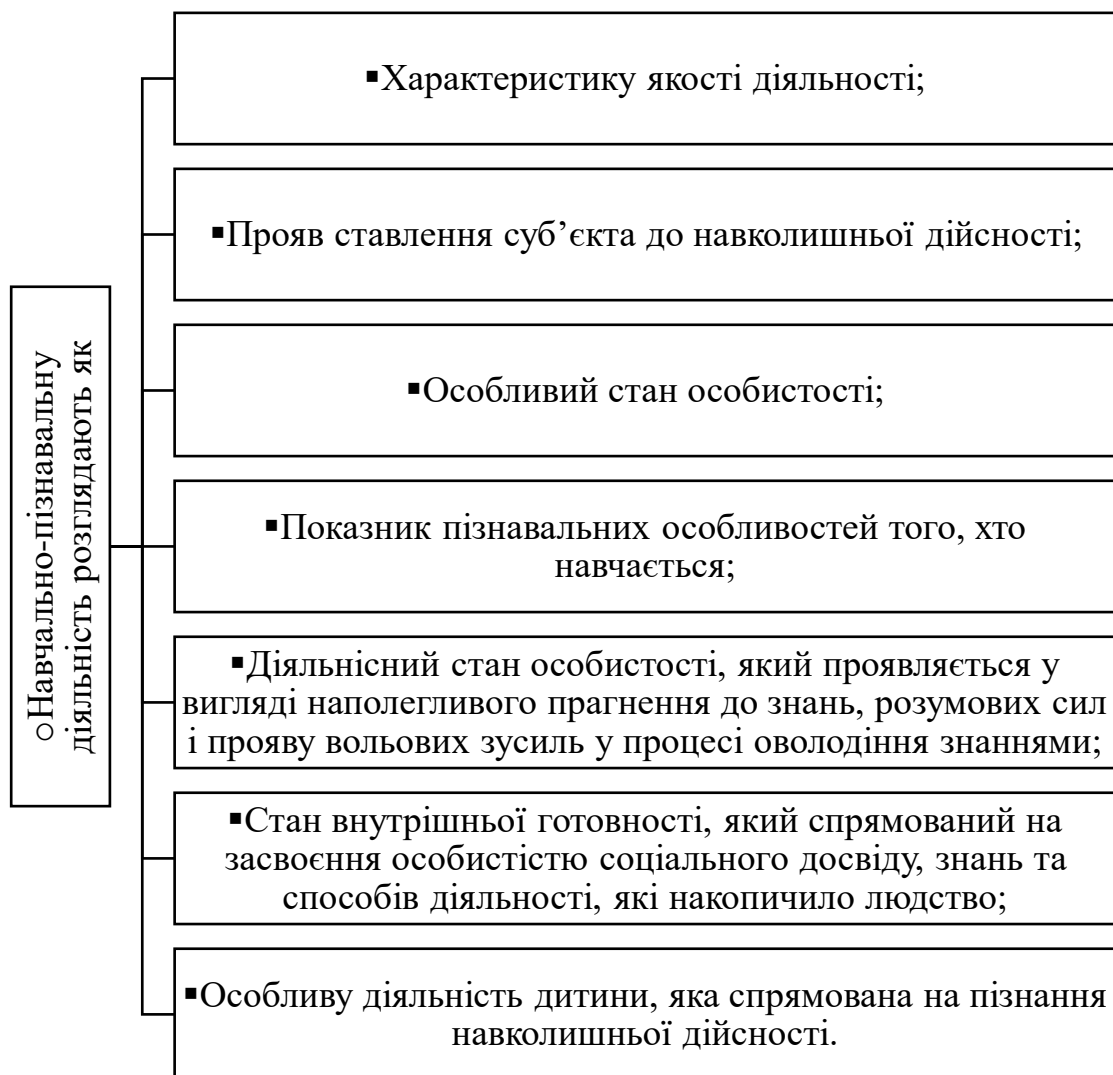 ○Навчально-пізнавальну
діяльність розглядають як
▪Характеристику якості діяльності;
▪Прояв ставлення суб’єкта до навколишньої дійсності;
▪Особливий стан особистості;
▪Показник пізнавальних особливостей того, хто
навчається;
▪Діяльнісний стан особистості, який проявляється у
вигляді наполегливого прагнення до знань, розумових сил
і прояву вольових зусиль у процесі оволодіння знаннями;
▪Стан внутрішньої готовності, який спрямований на
засвоєння особистістю соціального досвіду, знань та
способів діяльності, які накопичило людство;
▪Особливу діяльність дитини, яка спрямована на пізнання
навколишньої дійсності.